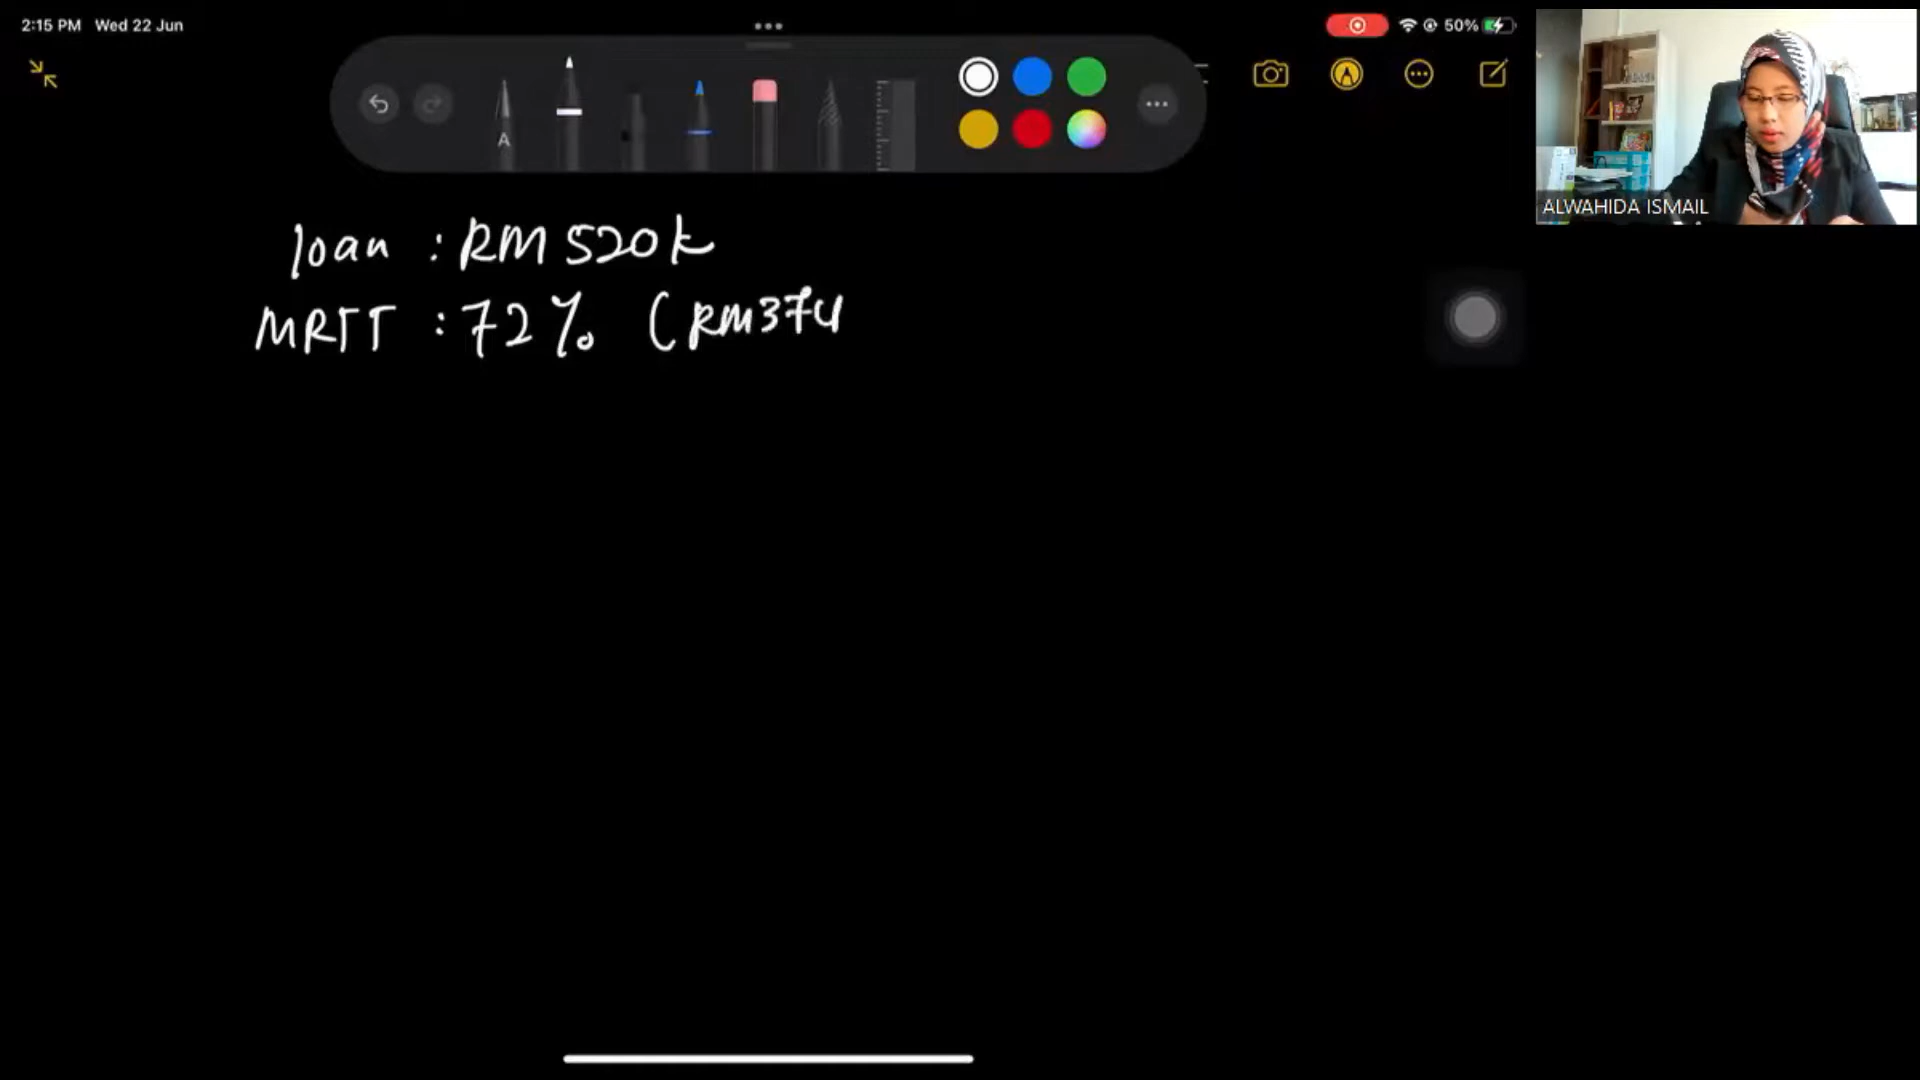 2:15 PM Wed 22 Jun
50%
A
ALWAHIDA ISMAIL
loan : RM 520k
MRTT : 72% (RM374